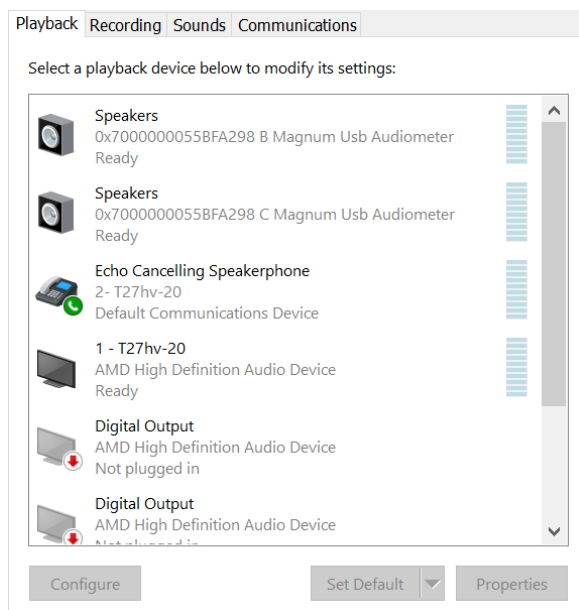 Playback Recording Sounds Communications
Select a playback device below to modify its settings:
Speakers
0x7000000055BFA298 B Magnum Usb Audiometer
Ready
Speakers
0x7000000055BFA298 C Magnum Usb Audiometer
Ready
Echo Cancelling Speakerphone
2- T27hv-20
Default Communications Device
1 - T27hv-20
AMD High Definition Audio Device
Ready
Digital Output
AMD High Definition Audio Device
Not plugged in
Digital Output
AMD High Definition Audio Device
Not plugged in
Configure Set Default Properties